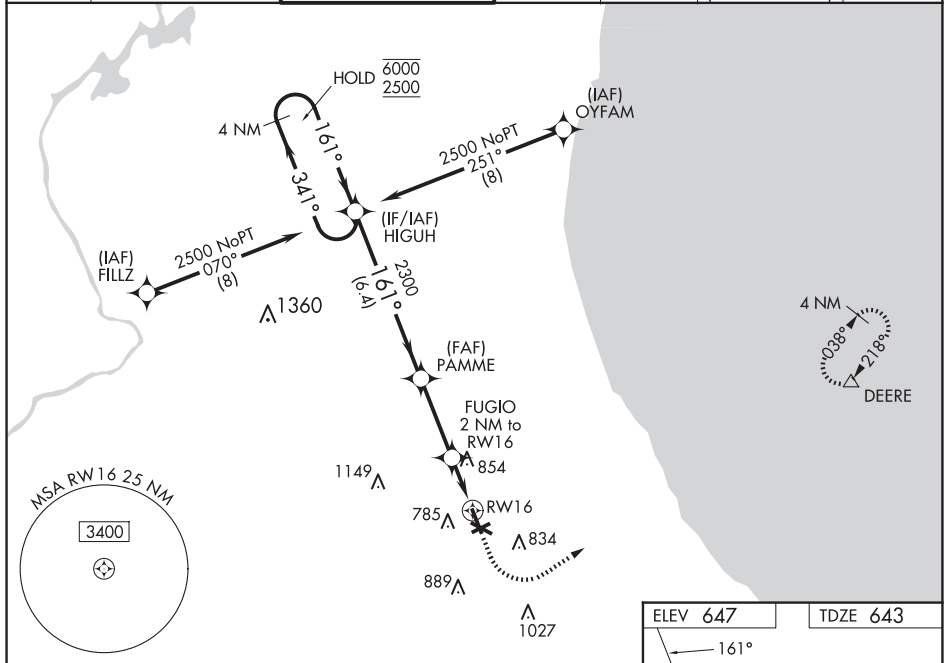 HOLD 6000
2500
4 NM
161°
341°
(IAF)
OYFAM
2500 NoPT
251°
(8)
(IF/IAF)
HIGUH
(IAF)
FILLZ
2500 NoPT
070°
(8)
1360
2300
161°
(6.4)
(FAF)
PAMME
4 NM
038°
218°
DEERE
FUGIO
2 NM to
RW16
854
1149
785
RW16
834
889
1027
MSA RW16 25 NM
3400
ELEV 647
TDZE 643
161°